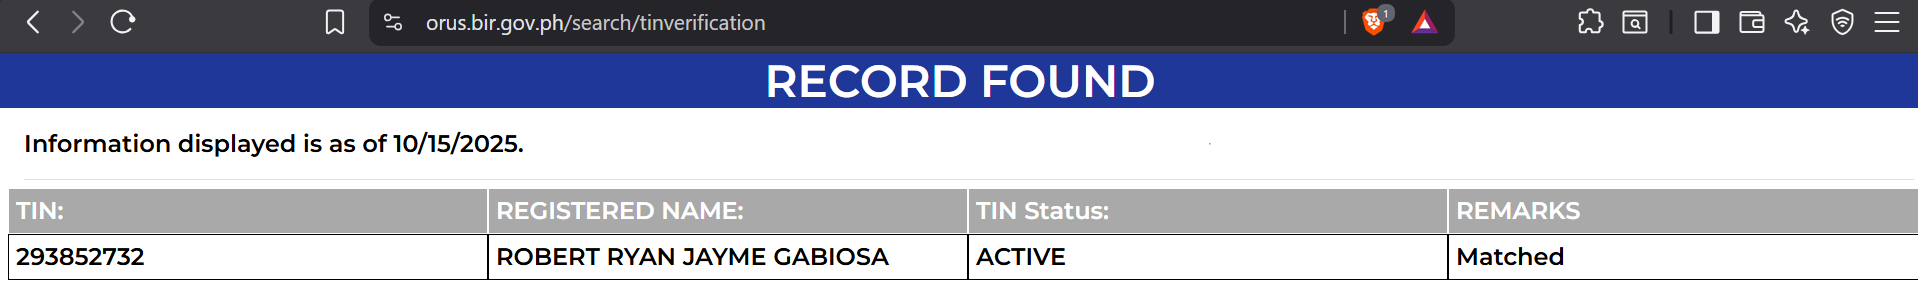 orus.bir.gov.ph/search/tinverification
1
RECORD FOUND
Information displayed is as of 10/15/2025.
TIN: REGISTERED NAME: TIN Status: REMARKS
293852732 ROBERT RYAN JAYME GABIOSA ACTIVE Matched